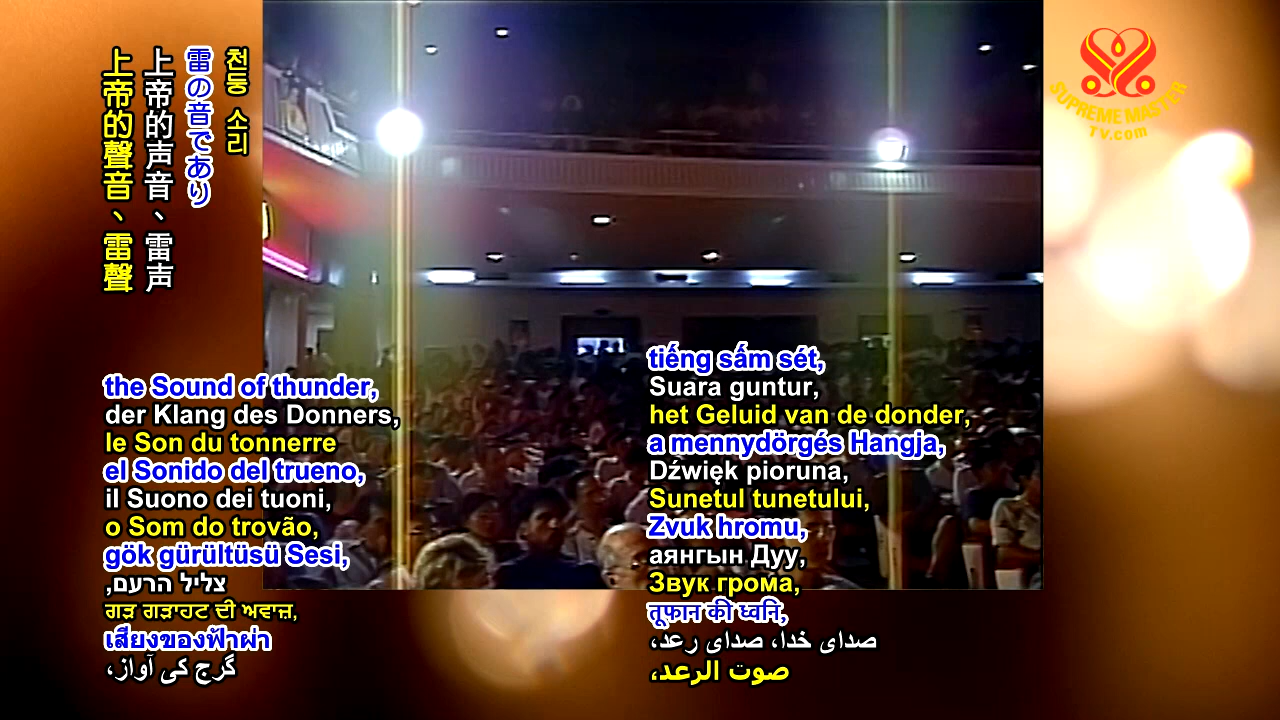 천둥 소리
雷の音であり
上帝的声音、雷声
上帝的聲音、雷聲
SUPREME MASTER
TV.com
the Sound of thunder,
der Klang des Donners,
le Son du tonnerre
el Sonido del trueno,
il Suono dei tuoni,
o Som do trovão,
gök gürültüsü Sesi,
צליל הרעם,
ਗੜ ਗੜਾਹਟ ਦੀ ਅਵਾਜ਼,
เสียงของฟ้าผ่า
گرج کی آواز،
tiếng sấm sét,
Suara guntur,
het Geluid van de donder,
a mennydörgés Hangja,
Dźwięk pioruna,
Sunetul tunetului,
Zvuk hromu,
аянгын Дуу,
Звук грома,
तूफान की ध्वनि,
صدای خدا، صدای رعد،
صوت الرعد،